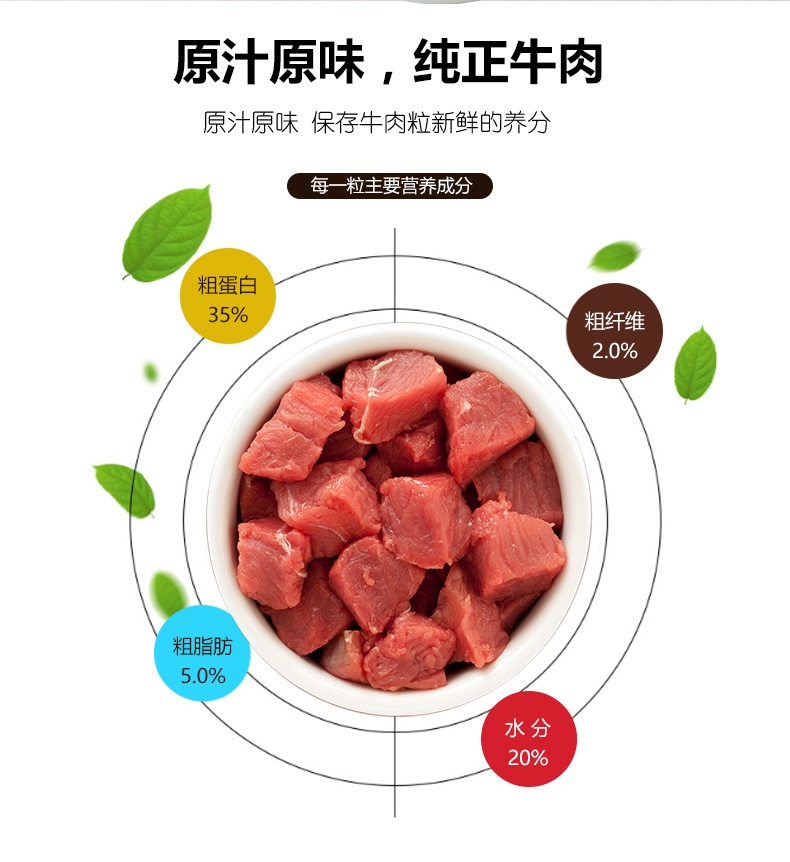 原汁原味，纯正牛肉
原汁原味 保存牛肉粒新鲜的养分
每一粒主要营养成分
粗蛋白
35%
粗纤维
2.0%
粗脂肪
5.0%
水分
20%